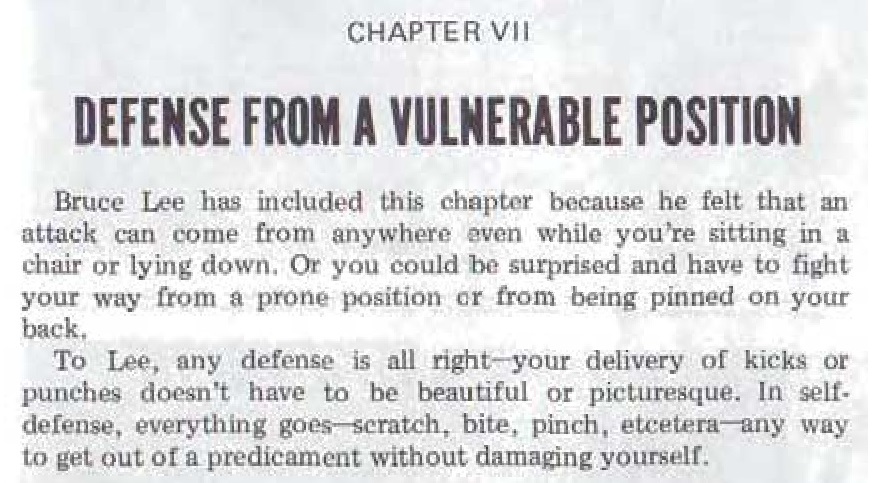 CHAPTER VII
DEFENSE FROM A VULNERABLE POSITION
Bruce Lee has included this chapter because he felt that an
attack can come from anywhere even while you're sitting in a
chair or lying down. Or you could be surprised and have to fight
your way from a prone position or from being pinned on your
back.
To Lee, any defense is all right—your delivery of kicks or
punches doesn't have to be beautiful or picturesque. In self-
defense, everything goes—scratch, bite, pinch, etcetera—any way
to get out of a predicament without damaging yourself.